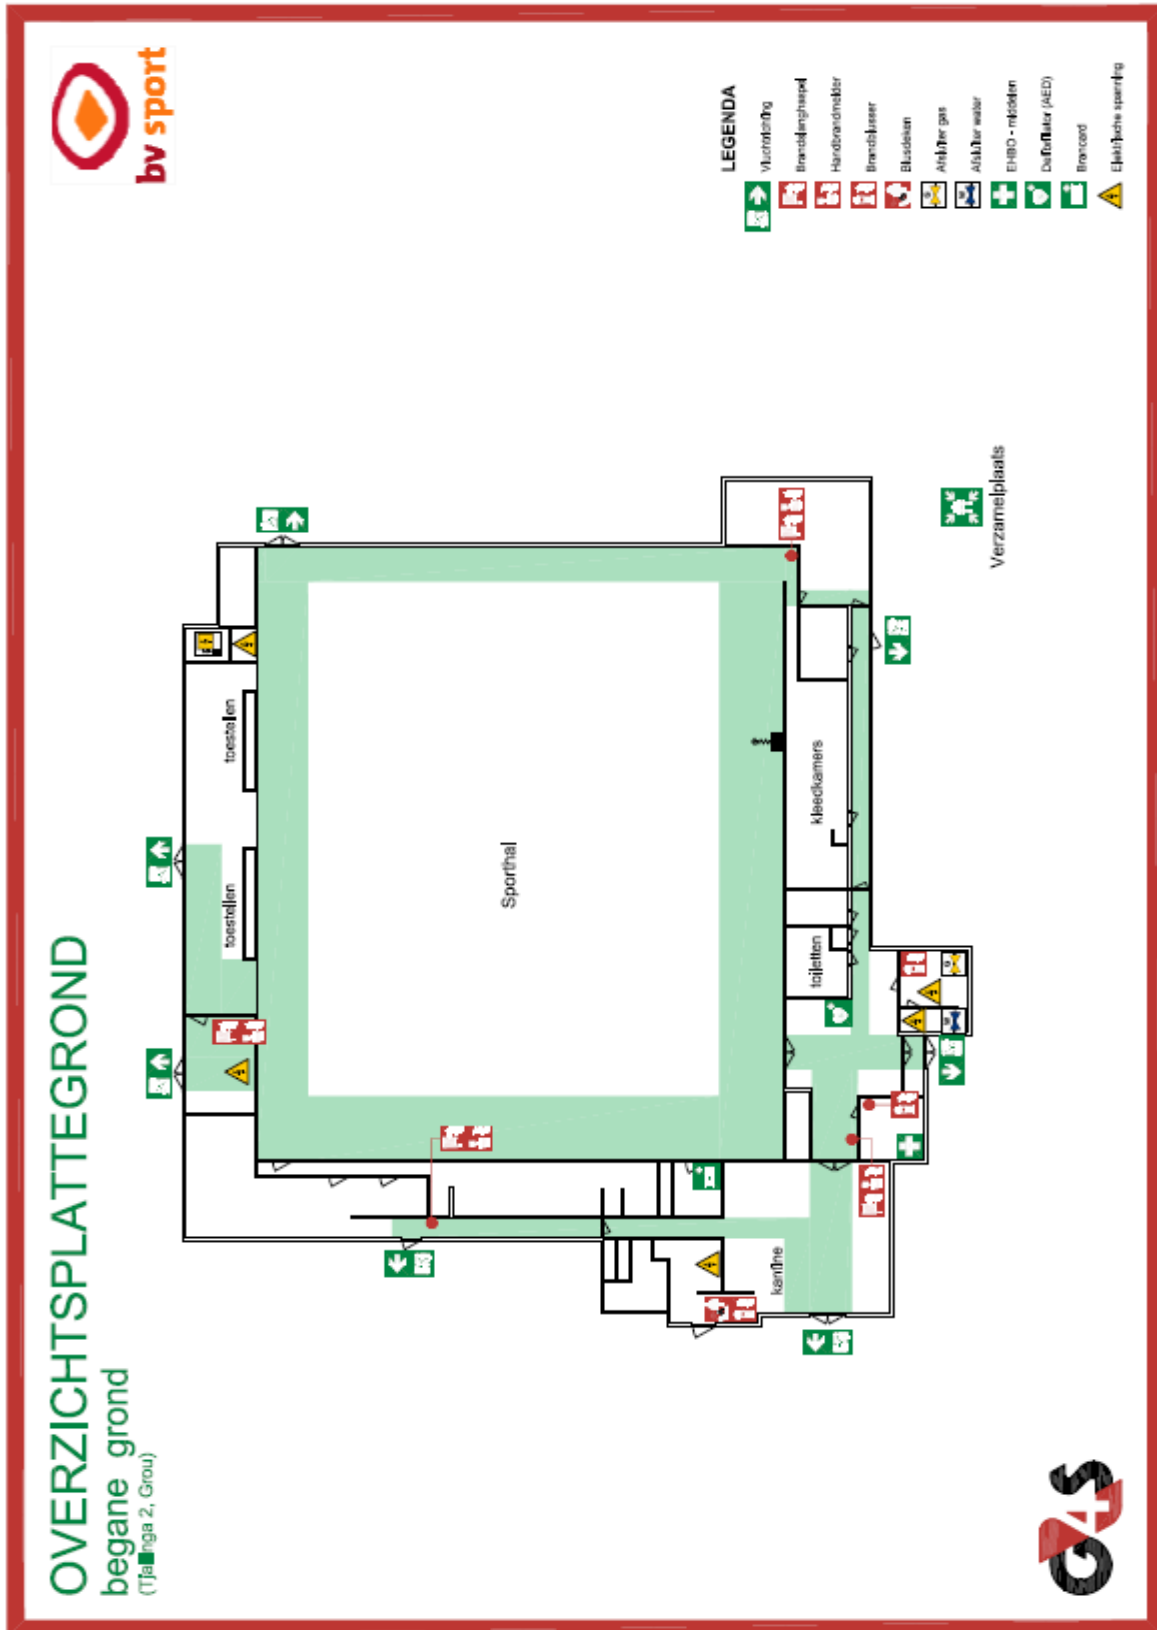 OVERZICHTSPLATTEGROND
begane grond
bv sport
LEGENDA
Vluchtrichting
Brandslanghaspel
Handbrandmelder
Brandblusser
Blusdeken
Afsluiter gas
Afsluiter water
EHBO - middelen
Defibrillator (AED)
Brancard
Elektrische spanning
toestellen
toestellen
Sporthal
kleedkamers
toiletten
kantine
Verzamelplaats
G4S